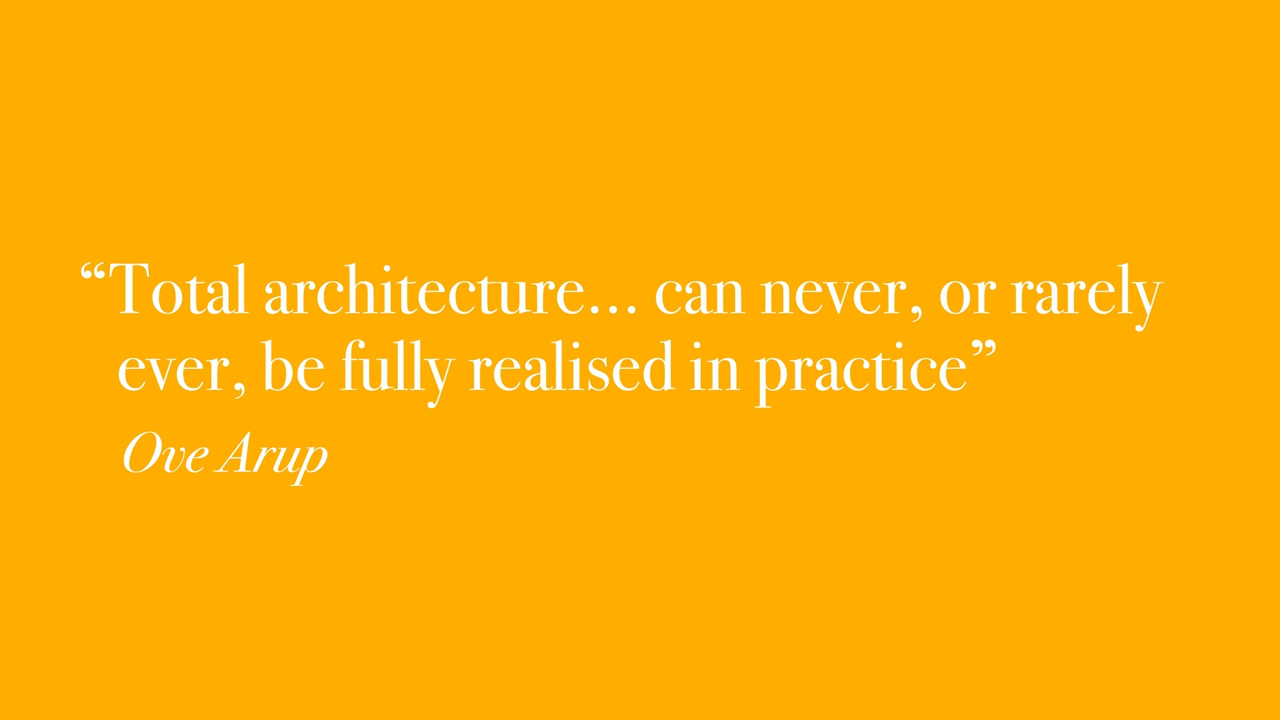 “Total architecture... can never, or rarely
ever, be fully realised in practice”
Ove Arup